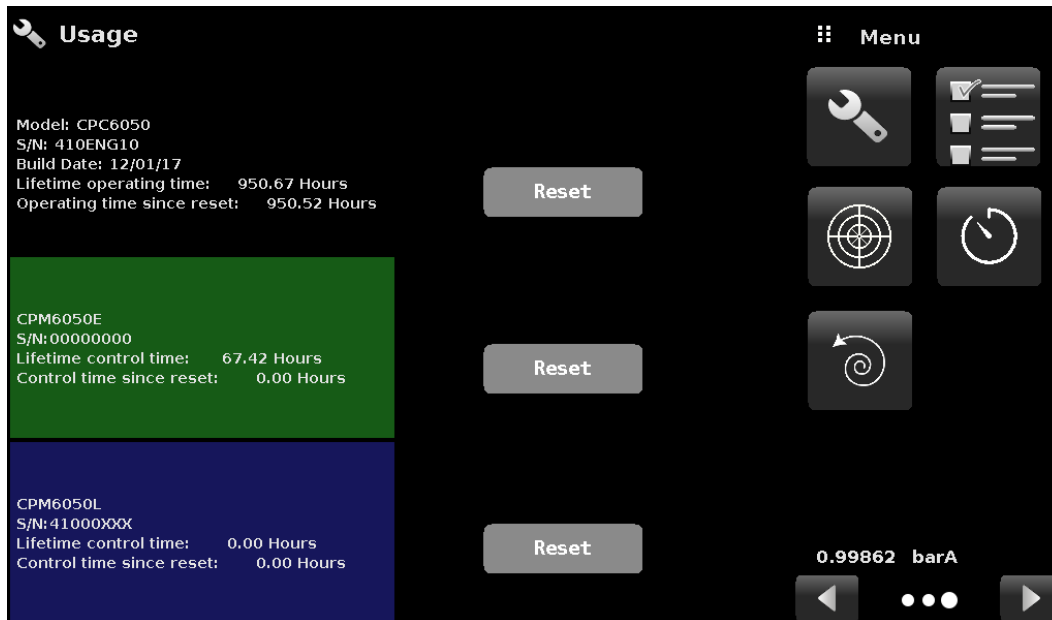 Usage
Model: CPC6050
S/N: 410ENG10
Build Date: 12/01/17
Lifetime operating time: 950.67 Hours
Operating time since reset: 950.52 Hours
Reset
CPM6050E
S/N:00000000
Lifetime control time: 67.42 Hours
Control time since reset: 0.00 Hours
Reset
CPM6050L
S/N:41000XXX
Lifetime control time: 0.00 Hours
Control time since reset: 0.00 Hours
Reset
Menu
0.99862 barA